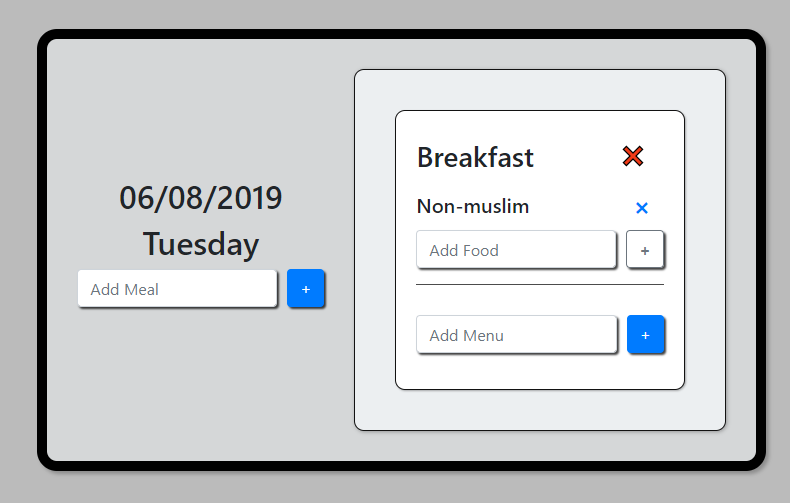 06/08/2019
Tuesday
Add Meal
+
Breakfast
Non-muslim
Add Food
+
Add Menu
+